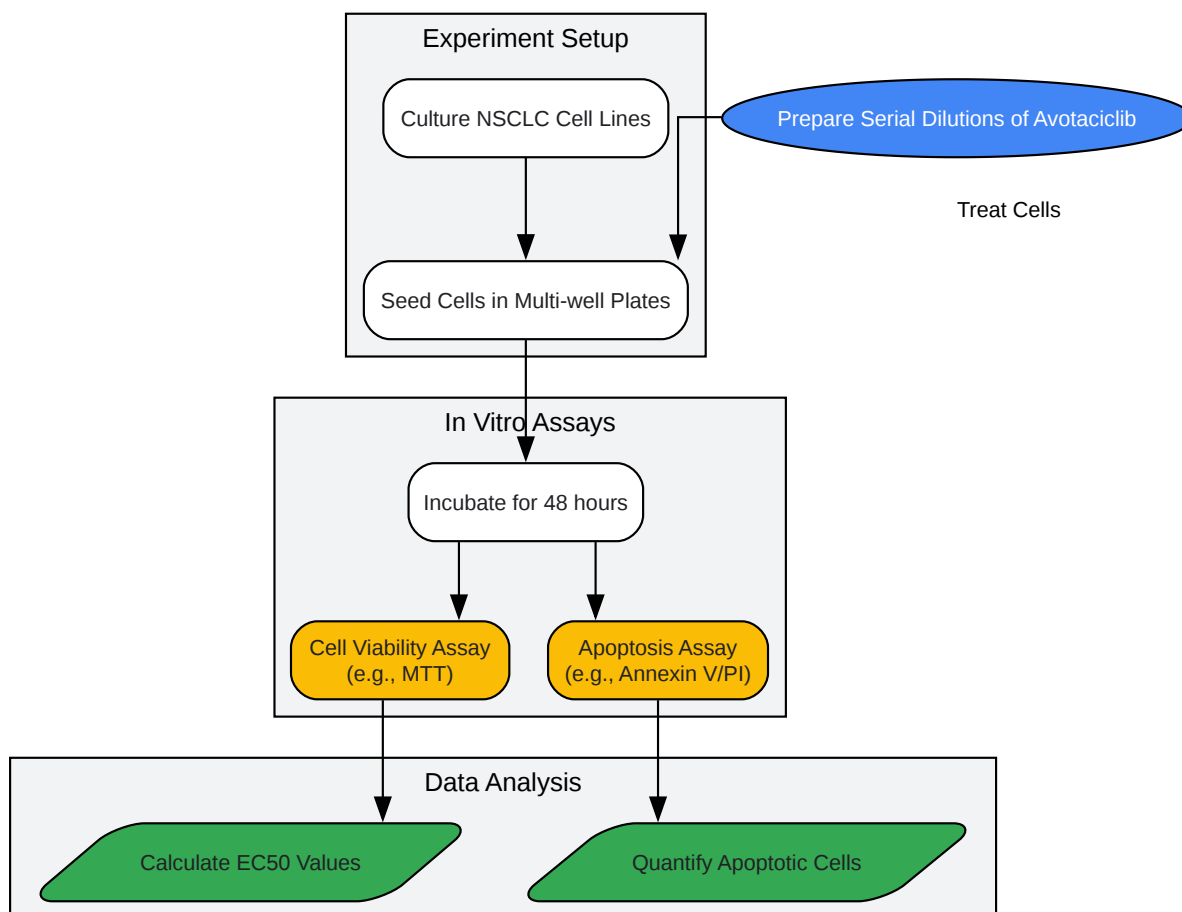 Experiment Setup
Culture NSCLC Cell Lines
Prepare Serial Dilutions of Avotaciclib
Treat Cells
Seed Cells in Multi-well Plates
In Vitro Assays
Incubate for 48 hours
Cell Viability Assay
(e.g., MTT)
Apoptosis Assay
(e.g., Annexin V/PI)
Data Analysis
Calculate EC50 Values
Quantify Apoptotic Cells